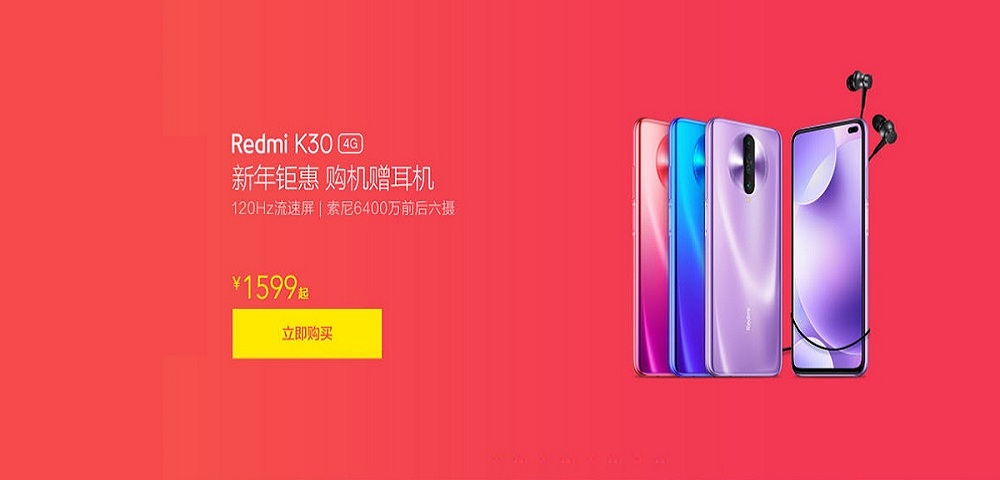 Redmi K30 4G
新年钜惠 购机赠耳机
120Hz流速屏 | 索尼6400万前后六摄
¥1599起
立即购买
Redmi